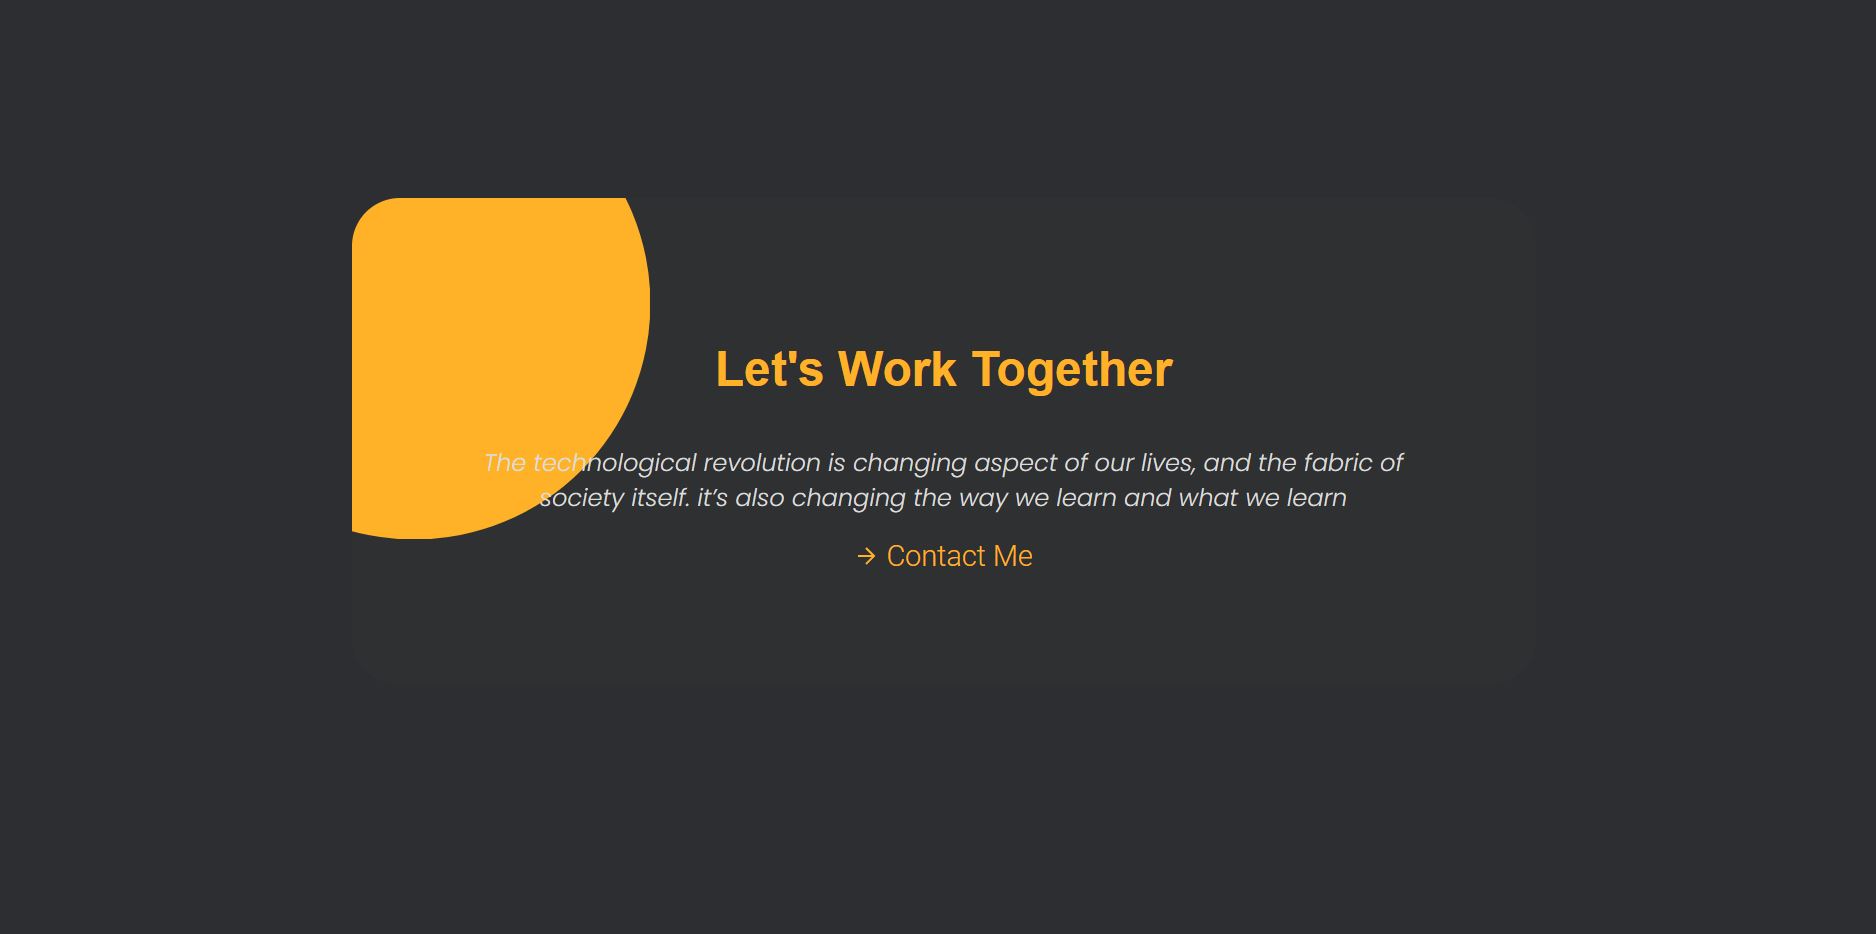 Let's Work Together
The technological revolution is changing aspect of our lives, and the fabric of
society itself. it’s also changing the way we learn and what we learn
→ Contact Me